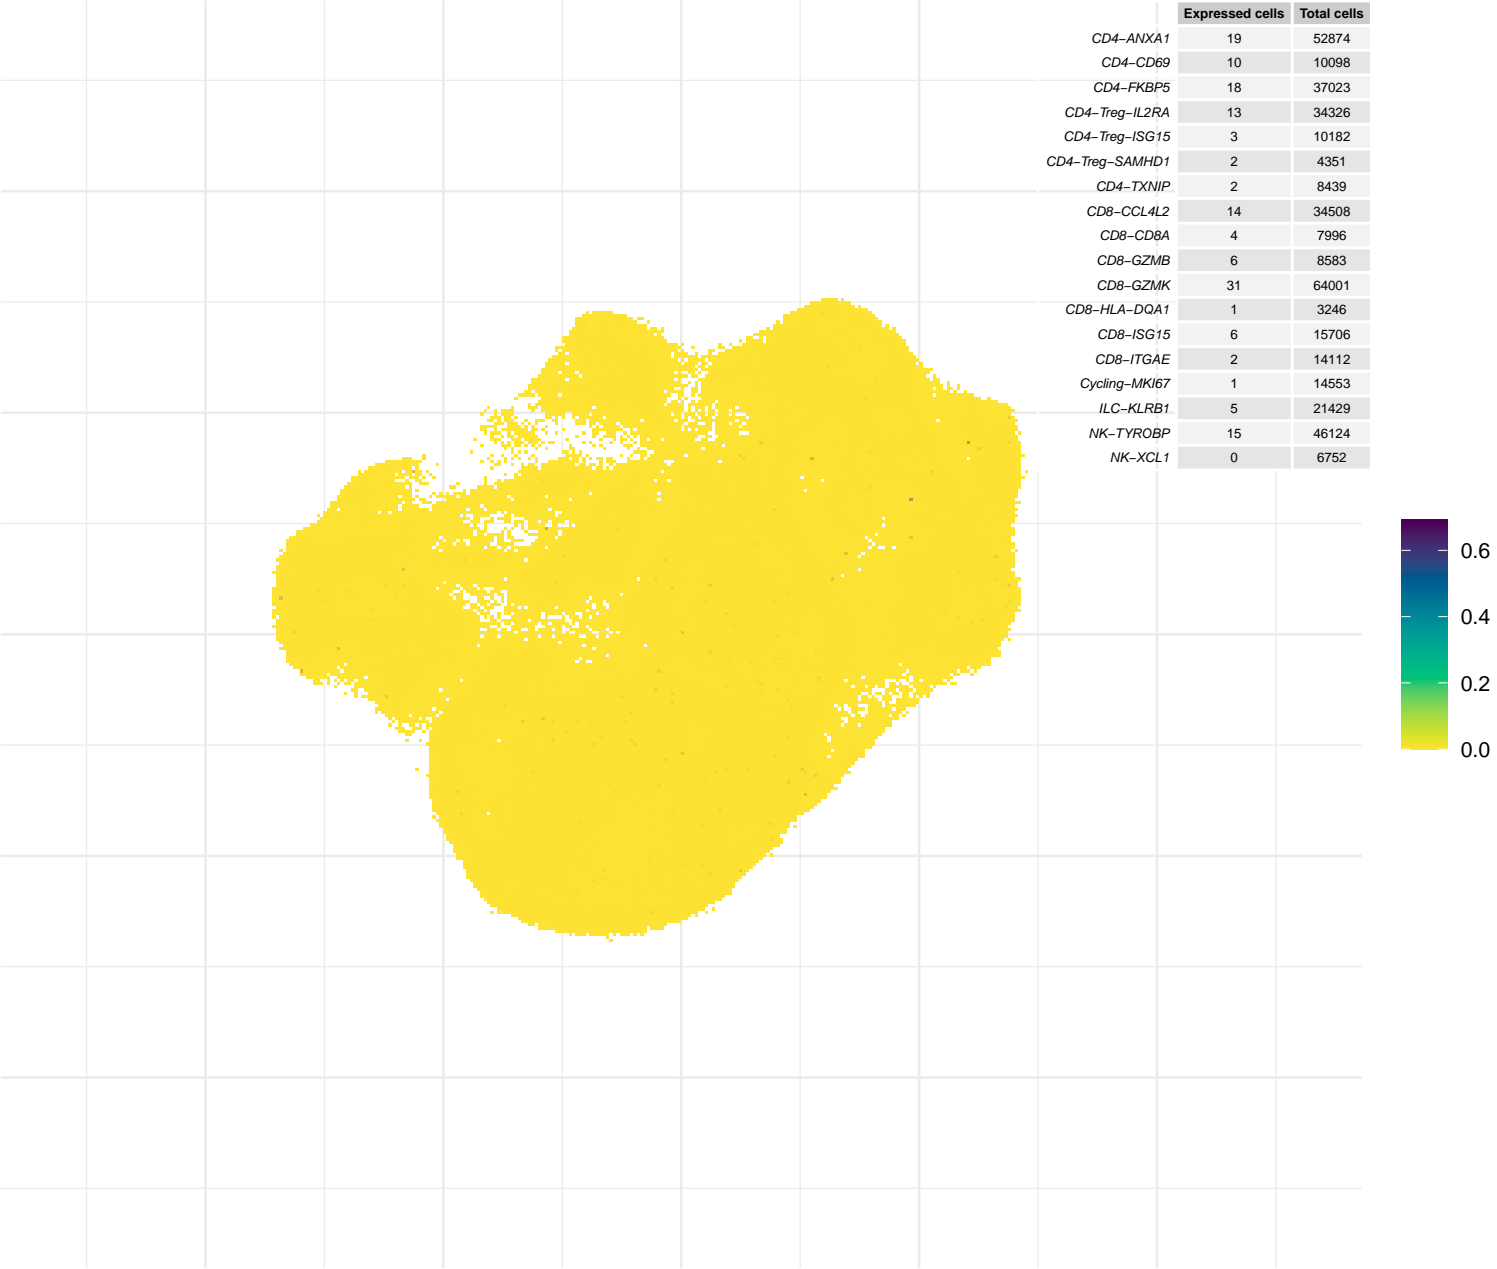 Expressed cells Total cells
CD4−ANXA1 19 52874
CD4−CD69 10 10098
CD4−FKBP5 18 37023
CD4−Treg−IL2RA 13 34326
CD4−Treg−ISG15 3 10182
CD4−Treg−SAMHD1 2 4351
CD4−TXNIP 2 8439
CD8−CCL4L2 14 34508
CD8−CD8A 4 7996
CD8−GZMB 6 8583
CD8−GZMK 31 64001
CD8−HLA−DQA1 1 3246
CD8−ISG15 6 15706
CD8−ITGAE 2 14112
Cycling−MKI67 1 14553
ILC−KLRB1 5 21429
NK−TYROBP 15 46124
NK−XCL1 0 6752
0.6
0.4
0.2
0.0